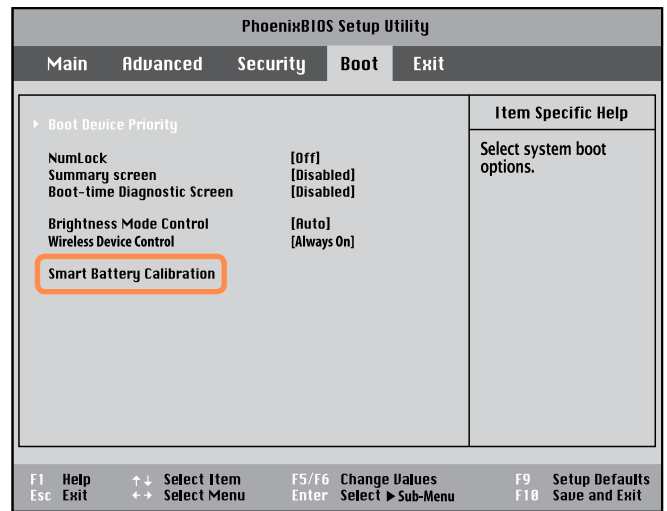 PhoenixBIOS Setup Utility
Main Advanced Security Boot Exit
▶ Boot Device Priority
NumLock [Off]
Summary screen [Disabled]
Boot-time Diagnostic Screen [Disabled]
Brightness Mode Control [Auto]
Wireless Device Control [Always On]
Smart Battery Calibration
Item Specific Help
Select system boot
options.
F1 Help ↑↓ Select Item F5/F6 Change Values F9 Setup Defaults
Esc Exit ←→ Select Menu Enter Select ▶ Sub-Menu F10 Save and Exit